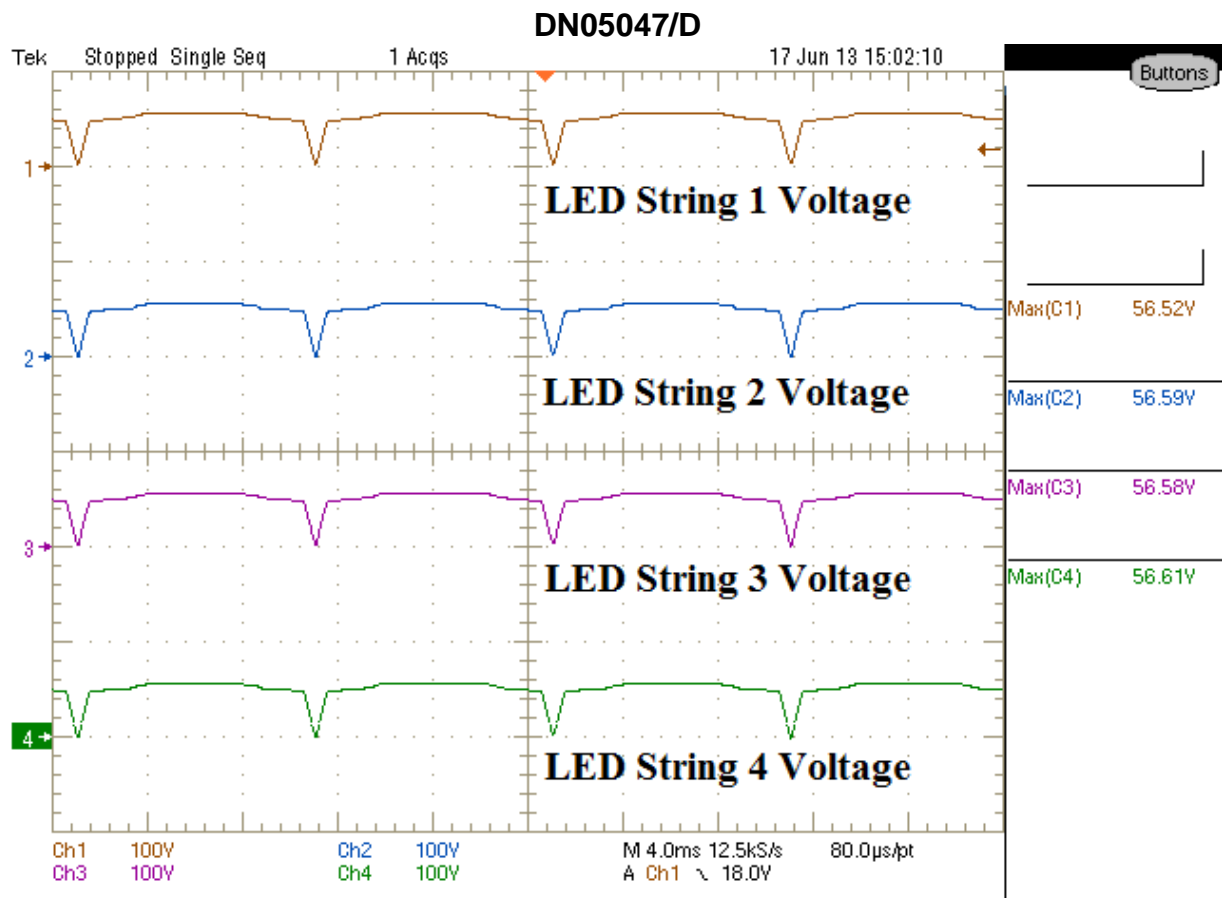 DN05047/D
Tek Stopped Single Seq 1 Acqs 17 Jun 13 15:02:10
Buttons
1
LED String 1 Voltage
Max(C1) 56.52V
2
LED String 2 Voltage
Max(C2) 56.59V
Max(C3) 56.58V
3
LED String 3 Voltage
Max(C4) 56.61V
4
LED String 4 Voltage
Ch1 100V Ch2 100V M 4.0ms 12.5kS/s 80.0µs/pt
Ch3 100V Ch4 100V A Ch1 \ 18.0V